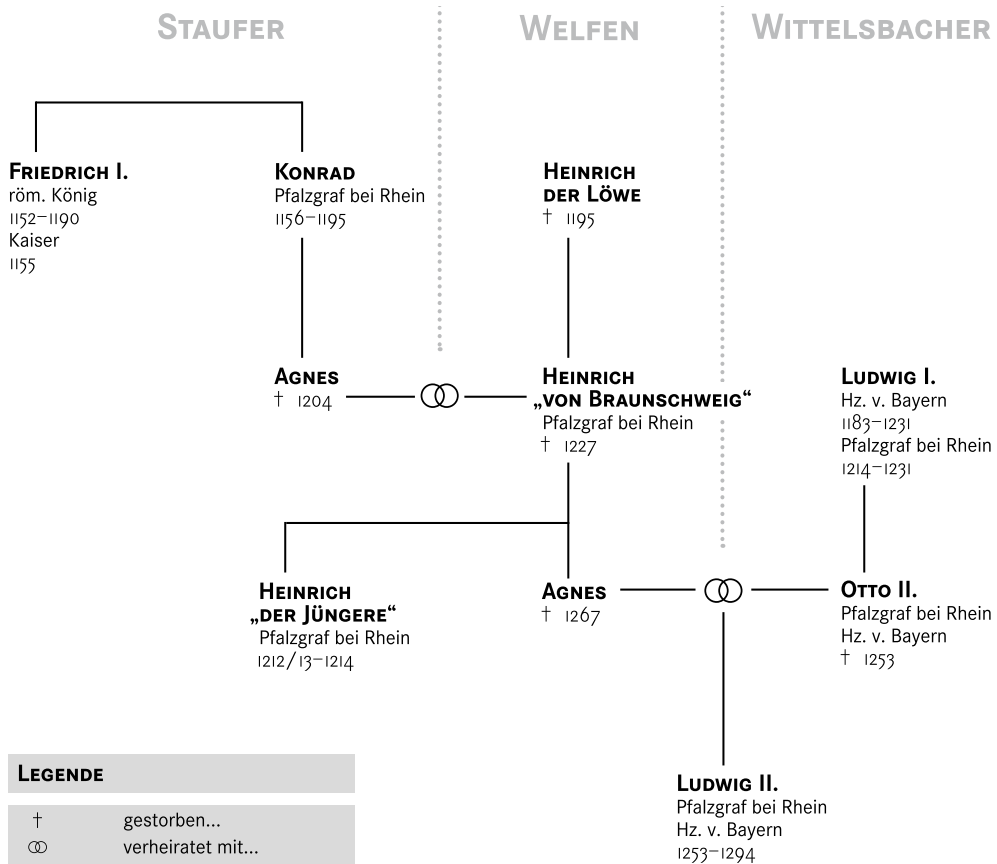 Staufer
Welfen
Wittelsbacher
Friedrich I.
röm. König
1152–1190
Kaiser
1155
Konrad
Pfalzgraf bei Rhein
1156–1195
Heinrich
der Löwe
† 1195
Agnes
† 1204
Heinrich
„von Braunschweig“
Pfalzgraf bei Rhein
† 1227
Ludwig I.
Hz. v. Bayern
1183–1231
Pfalzgraf bei Rhein
1214–1231
Heinrich
„der Jüngere“
Pfalzgraf bei Rhein
1212/13–1214
Agnes
† 1267
Otto II.
Pfalzgraf bei Rhein
Hz. v. Bayern
† 1253
Ludwig II.
Pfalzgraf bei Rhein
Hz. v. Bayern
1253–1294
Legende
† gestorben...
verheiratet mit...